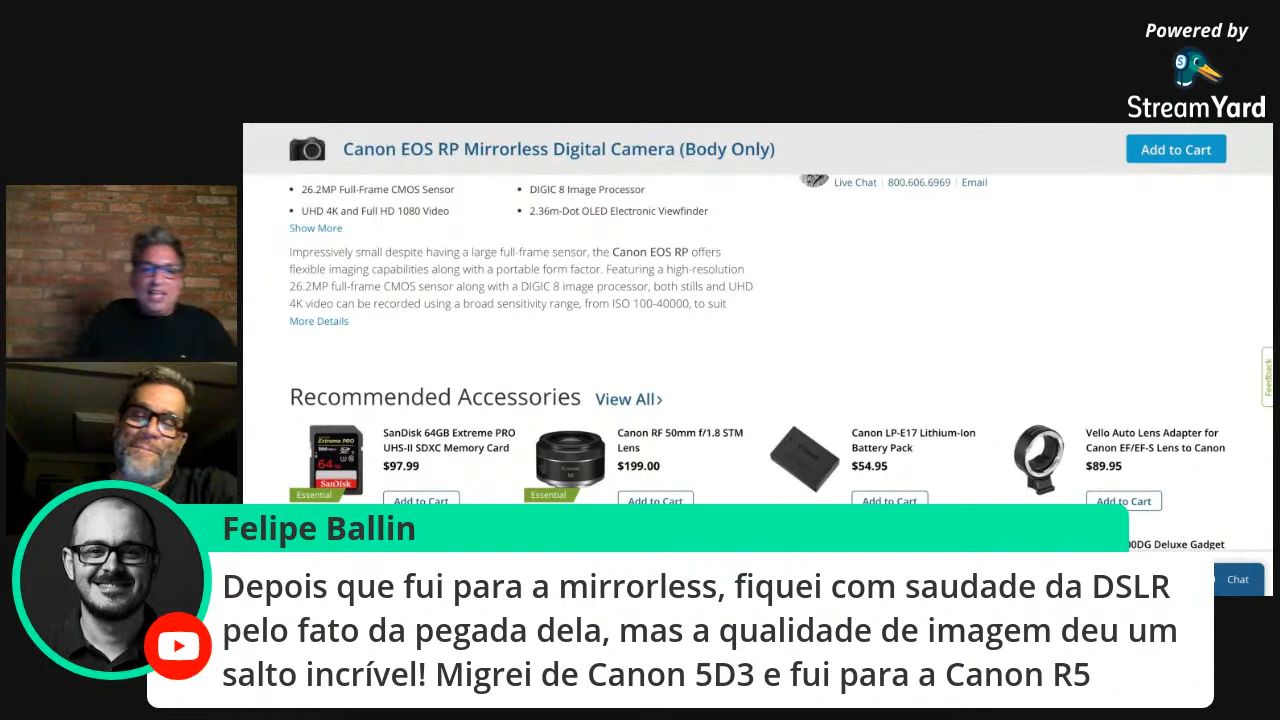 Powered by
StreamYard
Canon EOS RP Mirrorless Digital Camera (Body Only)
Add to Cart
26.2MP Full-Frame CMOS Sensor
DIGIC 8 Image Processor
UHD 4K and Full HD 1080 Video
2.36m-Dot OLED Electronic Viewfinder
Show More
Live Chat | 800.606.6969 | Email
Impressively small despite having a large full-frame sensor, the Canon EOS RP offers
flexible imaging capabilities along with a portable form factor. Featuring a high-resolution
26.2MP full-frame CMOS sensor along with a DIGIC 8 image processor, both stills and UHD
4K video can be recorded using a broad sensitivity range, from ISO 100-40000, to suit
More Details
Feedback
Recommended Accessories View All>
Extreme PRO
64
SanDisk
Essential
SanDisk 64GB Extreme PRO
UHS-II SDXC Memory Card
$97.99
Add to Cart
Canon
Essential
Canon RF 50mm f/1.8 STM
Lens
$199.00
Add to Cart
Canon LP-E17 Lithium-Ion
Battery Pack
$54.95
Add to Cart
Vello Auto Lens Adapter for
Canon EF/EF-S Lens to Canon
$89.95
Add to Cart
00DG Deluxe Gadget
Chat
Felipe Ballin
Depois que fui para a mirrorless, fiquei com saudade da DSLR
pelo fato da pegada dela, mas a qualidade de imagem deu um
salto incrível! Migrei de Canon 5D3 e fui para a Canon R5